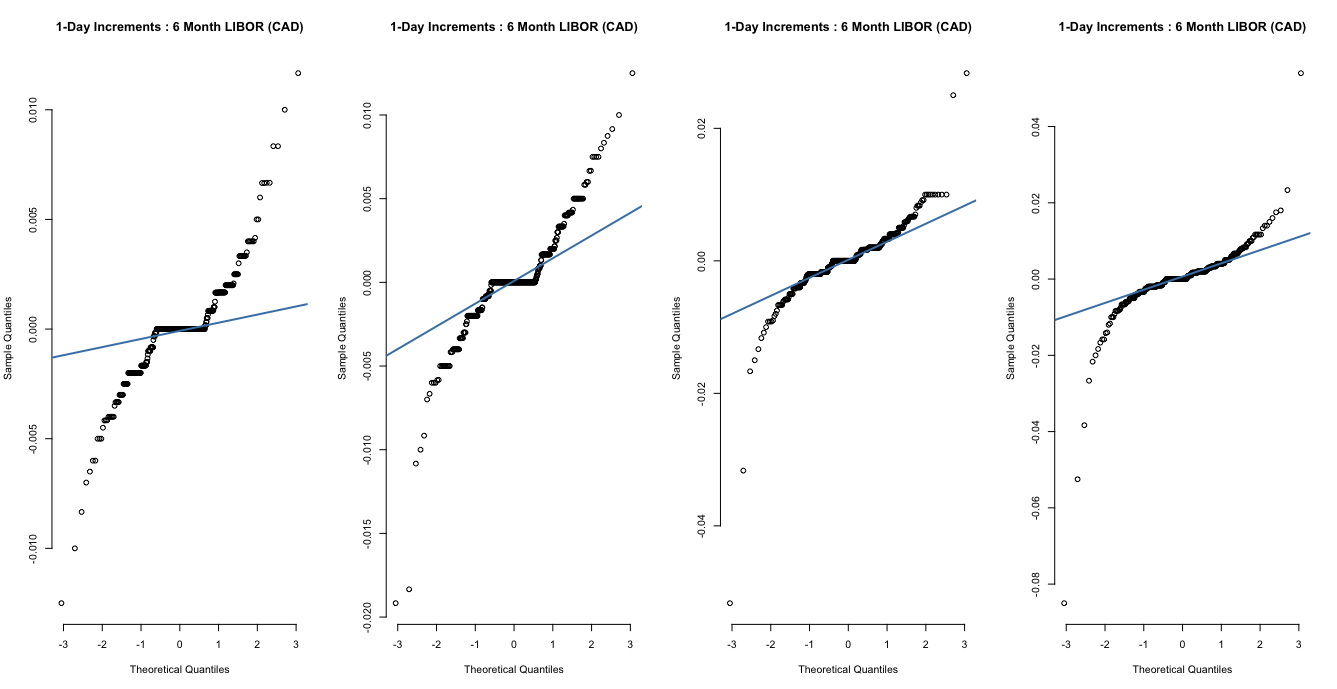 1-Day Increments : 6 Month LIBOR (CAD)
Sample Quantiles
0.010
0.005
0.000
-0.005
-0.010
-3 -2 -1 0 1 2 3
Theoretical Quantiles
1-Day Increments : 6 Month LIBOR (CAD)
Sample Quantiles
0.010
0.005
0.000
-0.005
-0.010
-0.015
-0.020
-3 -2 -1 0 1 2 3
Theoretical Quantiles
1-Day Increments : 6 Month LIBOR (CAD)
Sample Quantiles
0.02
0.00
-0.02
-0.04
-3 -2 -1 0 1 2 3
Theoretical Quantiles
1-Day Increments : 6 Month LIBOR (CAD)
Sample Quantiles
0.04
0.02
0.00
-0.02
-0.04
-0.06
-0.08
-3 -2 -1 0 1 2 3
Theoretical Quantiles